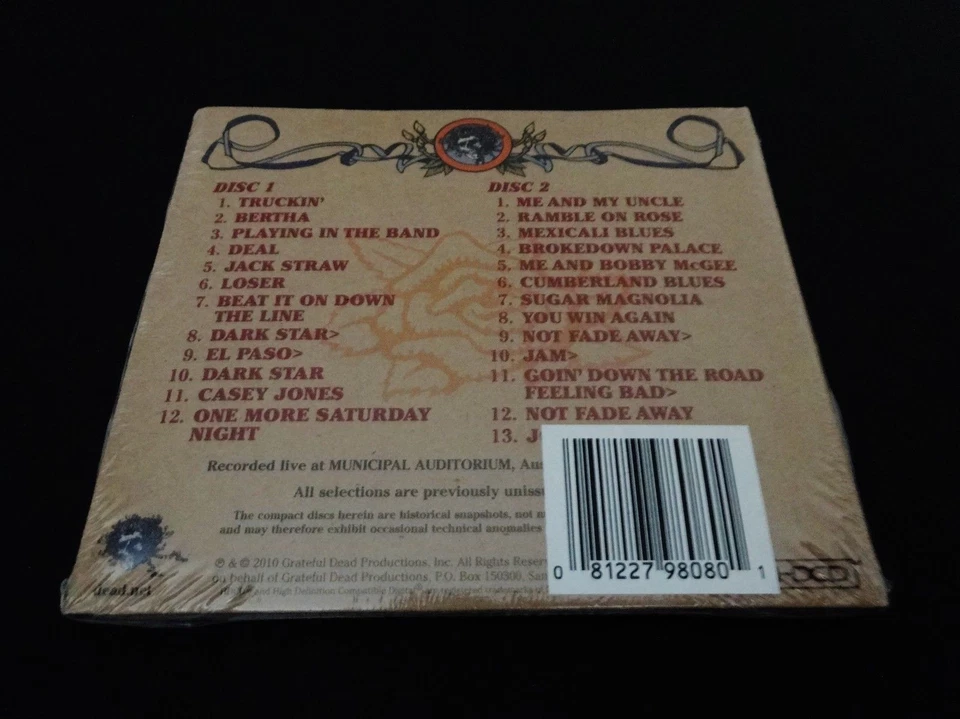 DISC 1
1. TRUCKIN'
2. BERTHA
3. PLAYING IN THE BAND
4. DEAL
5. JACK STRAW
6. LOSER
7. BEAT IT ON DOWN
THE LINE
8. DARK STAR>
9. EL PASO>
10. DARK STAR
11. CASEY JONES
12. ONE MORE SATURDAY
NIGHT
DISC 2
1. ME AND MY UNCLE
2. RAMBLE ON ROSE
3. MEXICALI BLUES
4. BROKEDOWN PALACE
5. ME AND BOBBY McGEE
6. CUMBERLAND BLUES
7. SUGAR MAGNOLIA
8. YOU WIN AGAIN
9. NOT FADE AWAY>
10. JAM>
11. GOIN' DOWN THE ROAD
FEELING BAD>
12. NOT FADE AWAY
13. J
Recorded live at MUNICIPAL AUDITORIUM,
All selections are previously
The compact discs herein are historical snapshots, not
and may therefore exhibit occasional technical anomalies
℗ & © 2010 Grateful Dead Productions, Inc. All Rights
on behalf of Grateful Dead Productions, P.O. Box 150300,
and High Definition Compatible Digital
dead.net
0 81227 98080 1